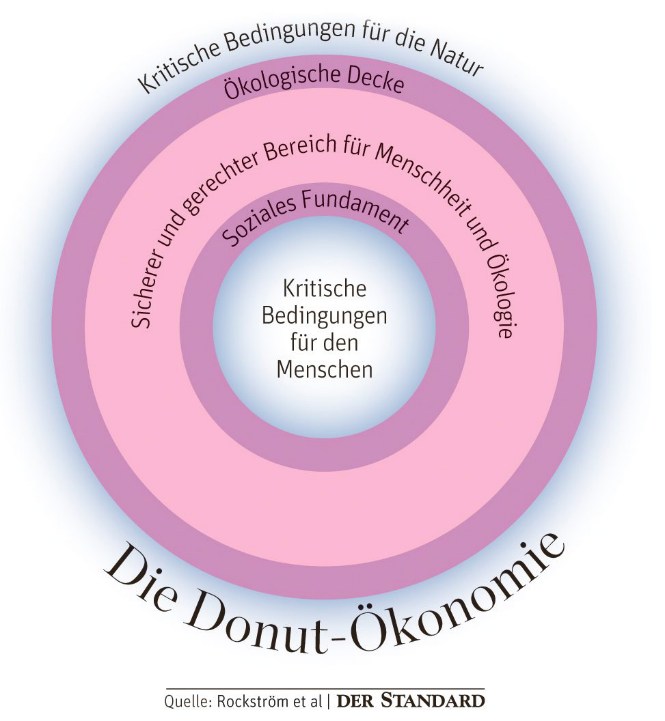 Kritische Bedingungen für die Natur
Ökologische Decke
Sicherer und gerechter Bereich für Menschheit und Ökologie
Soziales Fundament
Kritische
Bedingungen
für den
Menschen
Die Donut-Ökonomie
Quelle: Rockström et al | DER STANDARD